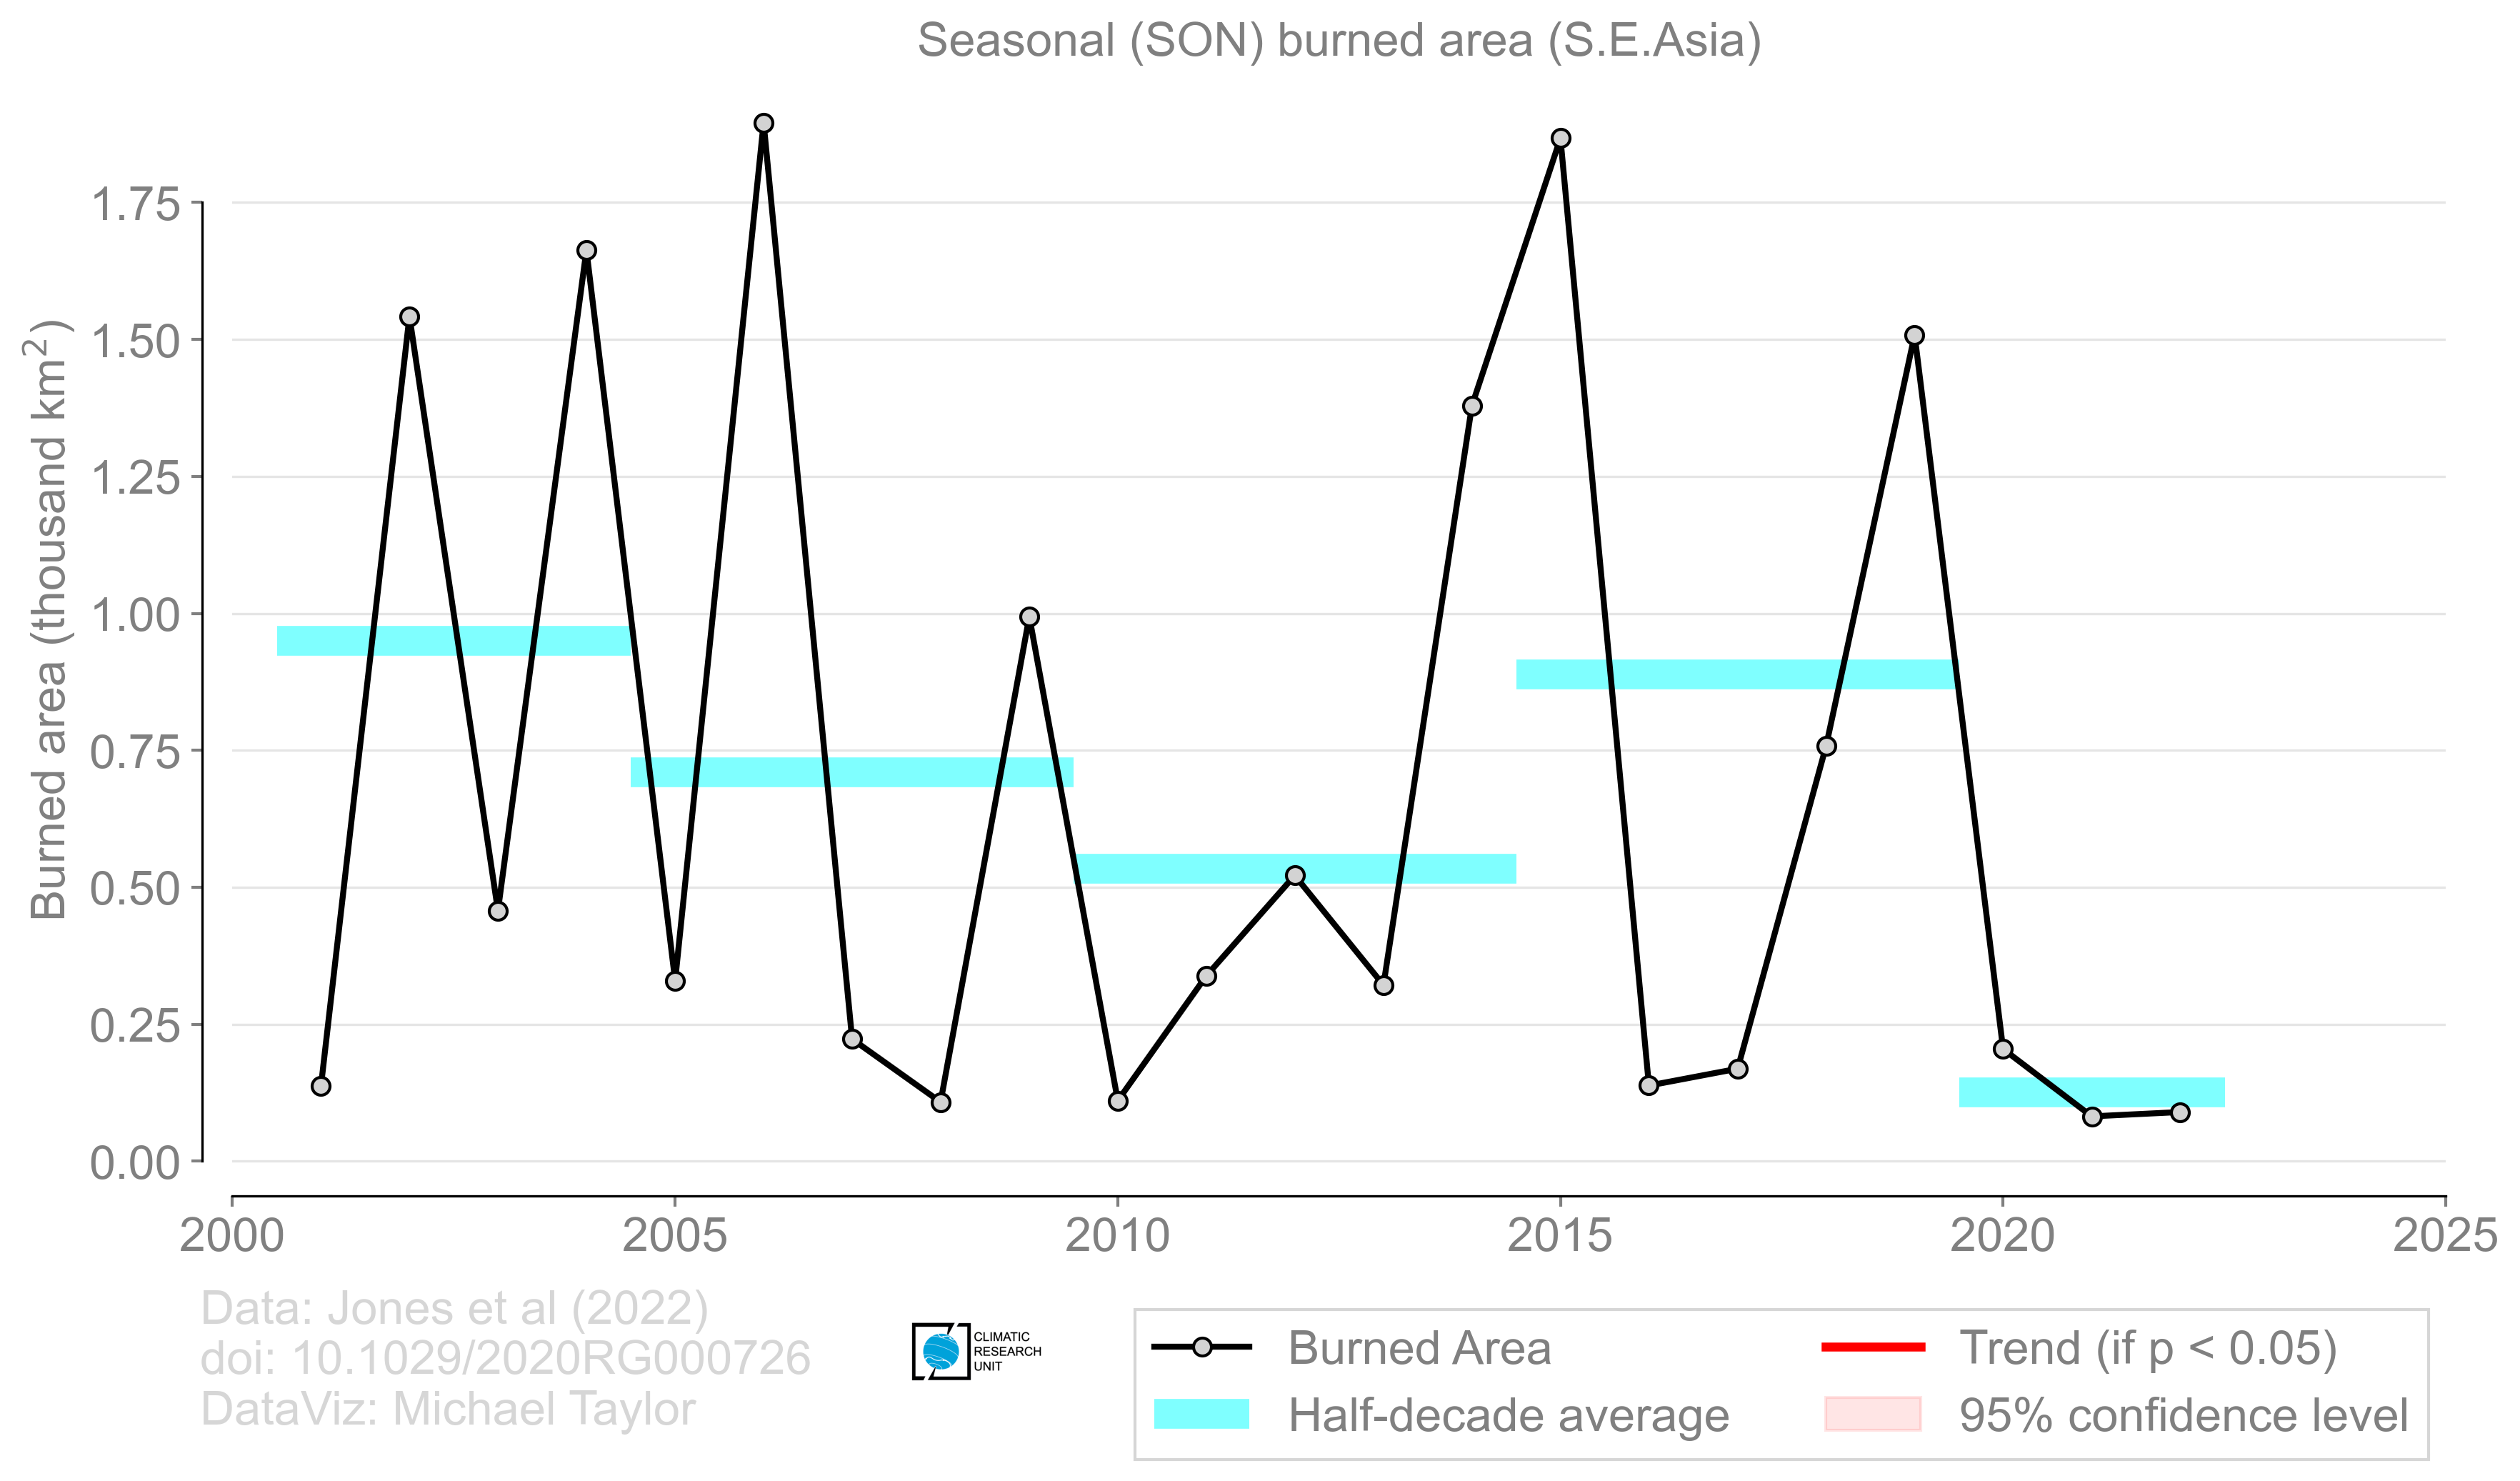 Seasonal (SON) burned area (S.E.Asia)
Burned area (thousand km²)
1.75
1.50
1.25
1.00
0.75
0.50
0.25
0.00
2000 2005 2010 2015 2020 2025
Data: Jones et al (2022)
doi: 10.1029/2020RG000726
DataViz: Michael Taylor
CLIMATIC
RESEARCH
UNIT
Burned Area
Half-decade average
Trend (if p < 0.05)
95% confidence level